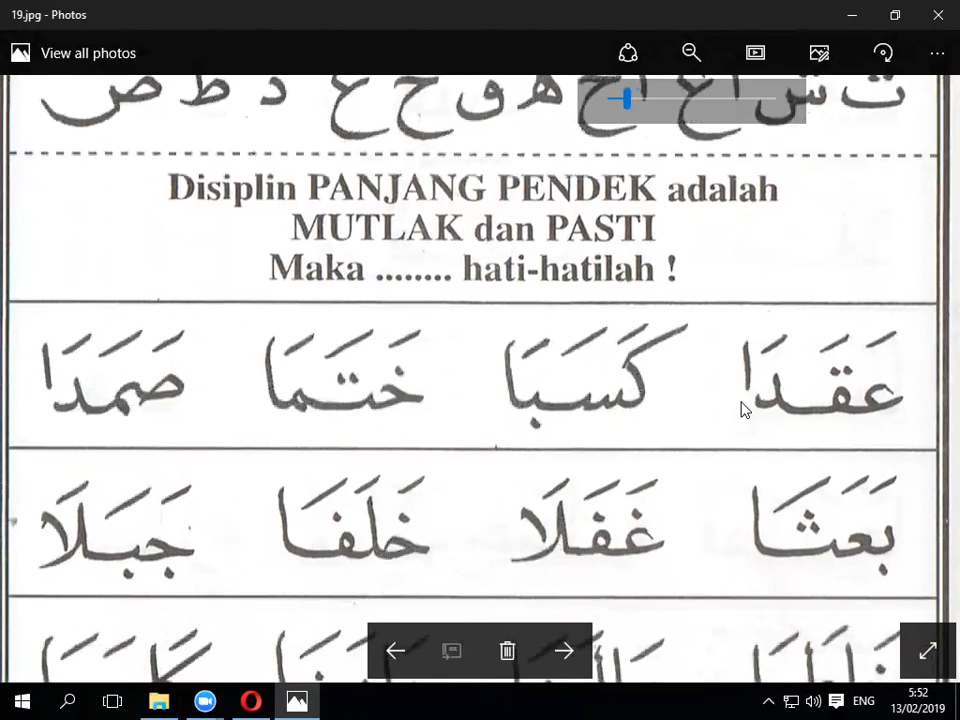 19.jpg - Photos
View all photos
ص ط د ع ح ق ه
Disiplin PANJANG PENDEK adalah
MUTLAK dan PASTI
Maka ........ hati-hatilah !
عَقَدَا كَسَبَا خَتَمَا صَمَدَا
بَعَثَا غَفَلَا خَلَفَا جَبَلَا
ENG
5:52
13/02/2019